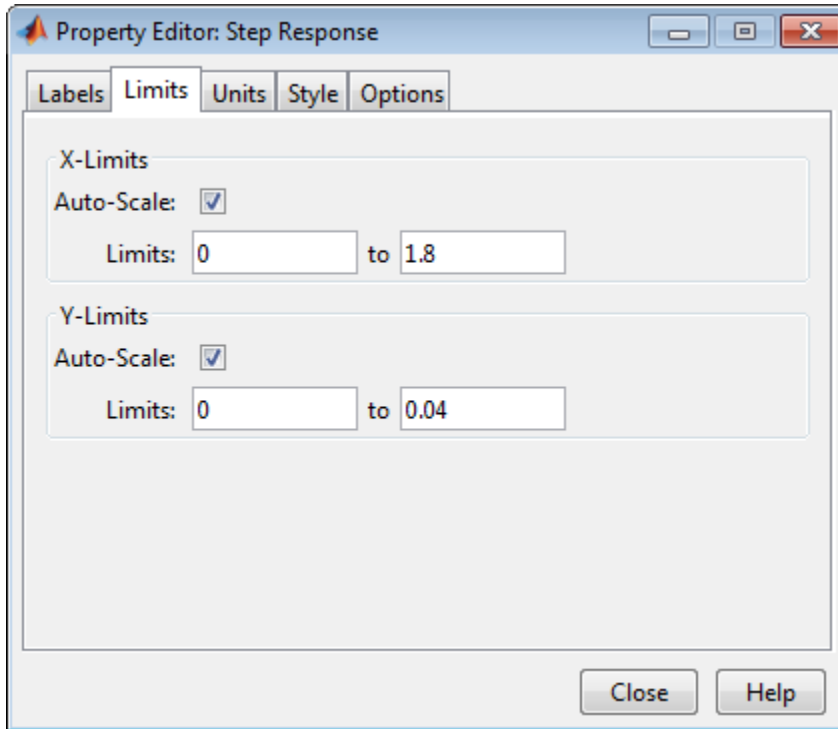 Property Editor: Step Response
Labels Limits Units Style Options
X-Limits
Auto-Scale:
Limits: 0 to 1.8
Y-Limits
Auto-Scale:
Limits: 0 to 0.04
Close Help